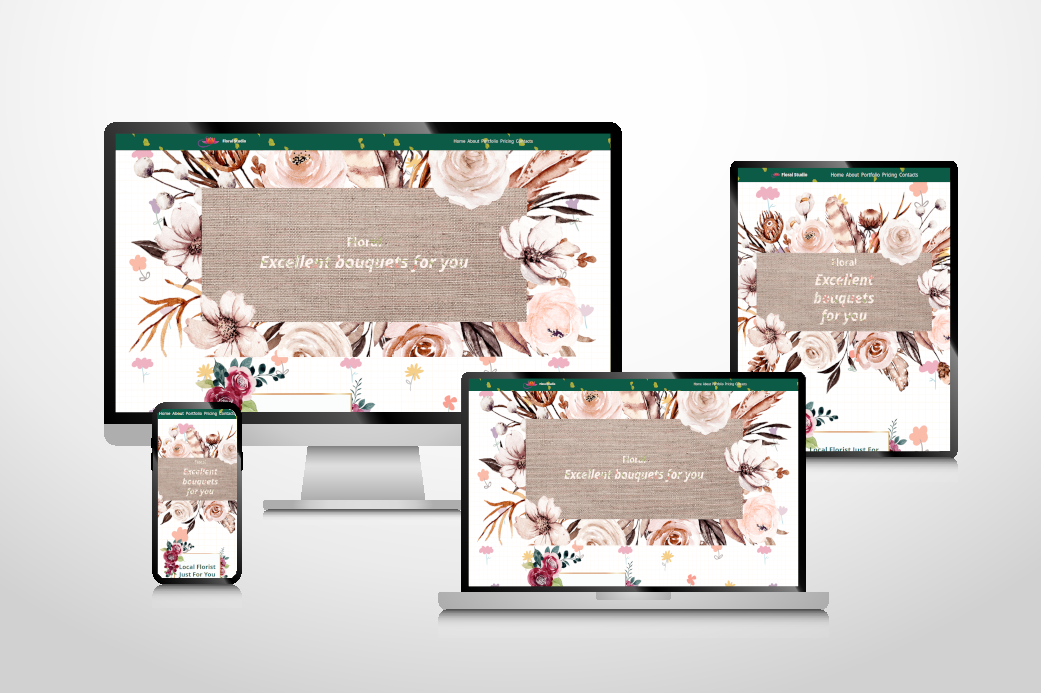 Floral Studio
Home About Portfolio Pricing Contacts
Floral
Excellent bouquets for you
Floral Studio
Home About Portfolio Pricing Contacts
Floral
Excellent
bouquets
for you
Local Florist Just For
Home About Portfolio Pricing Contacts
Floral
Excellent
bouquets
for you
Local Florist
Just For You
Floral Studio
Home About Portfolio Pricing Contacts
Floral
Excellent bouquets for you